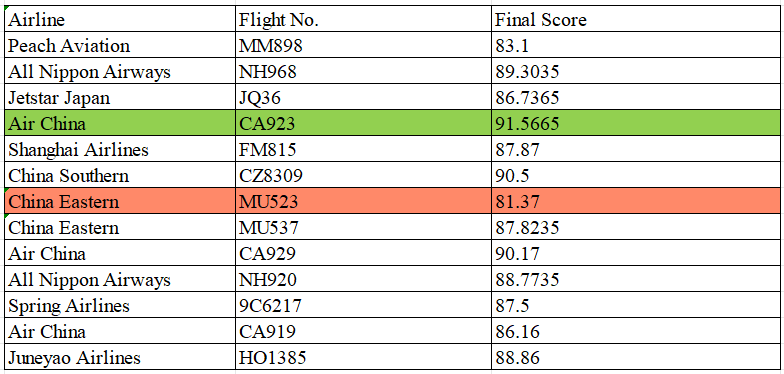 Airline Flight No. Final Score
Peach Aviation MM898 83.1
All Nippon Airways NH968 89.3035
Jetstar Japan JQ36 86.7365
Air China CA923 91.5665
Shanghai Airlines FM815 87.87
China Southern CZ8309 90.5
China Eastern MU523 81.37
China Eastern MU537 87.8235
Air China CA929 90.17
All Nippon Airways NH920 88.7735
Spring Airlines 9C6217 87.5
Air China CA919 86.16
Juneyao Airlines HO1385 88.86